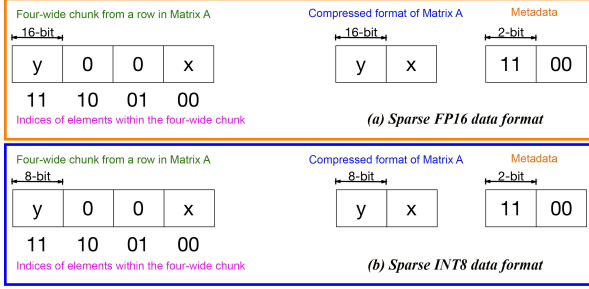 Four-wide chunk from a row in Matrix A Compressed format of Matrix A Metadata
16-bit 16-bit 2-bit
y 0 0 x y x 11 00
11 10 01 00
Indices of elements within the four-wide chunk (a) Sparse FP16 data format
Four-wide chunk from a row in Matrix A Compressed format of Matrix A Metadata
8-bit 8-bit 2-bit
y 0 0 x y x 11 00
11 10 01 00
Indices of elements within the four-wide chunk (b) Sparse INT8 data format